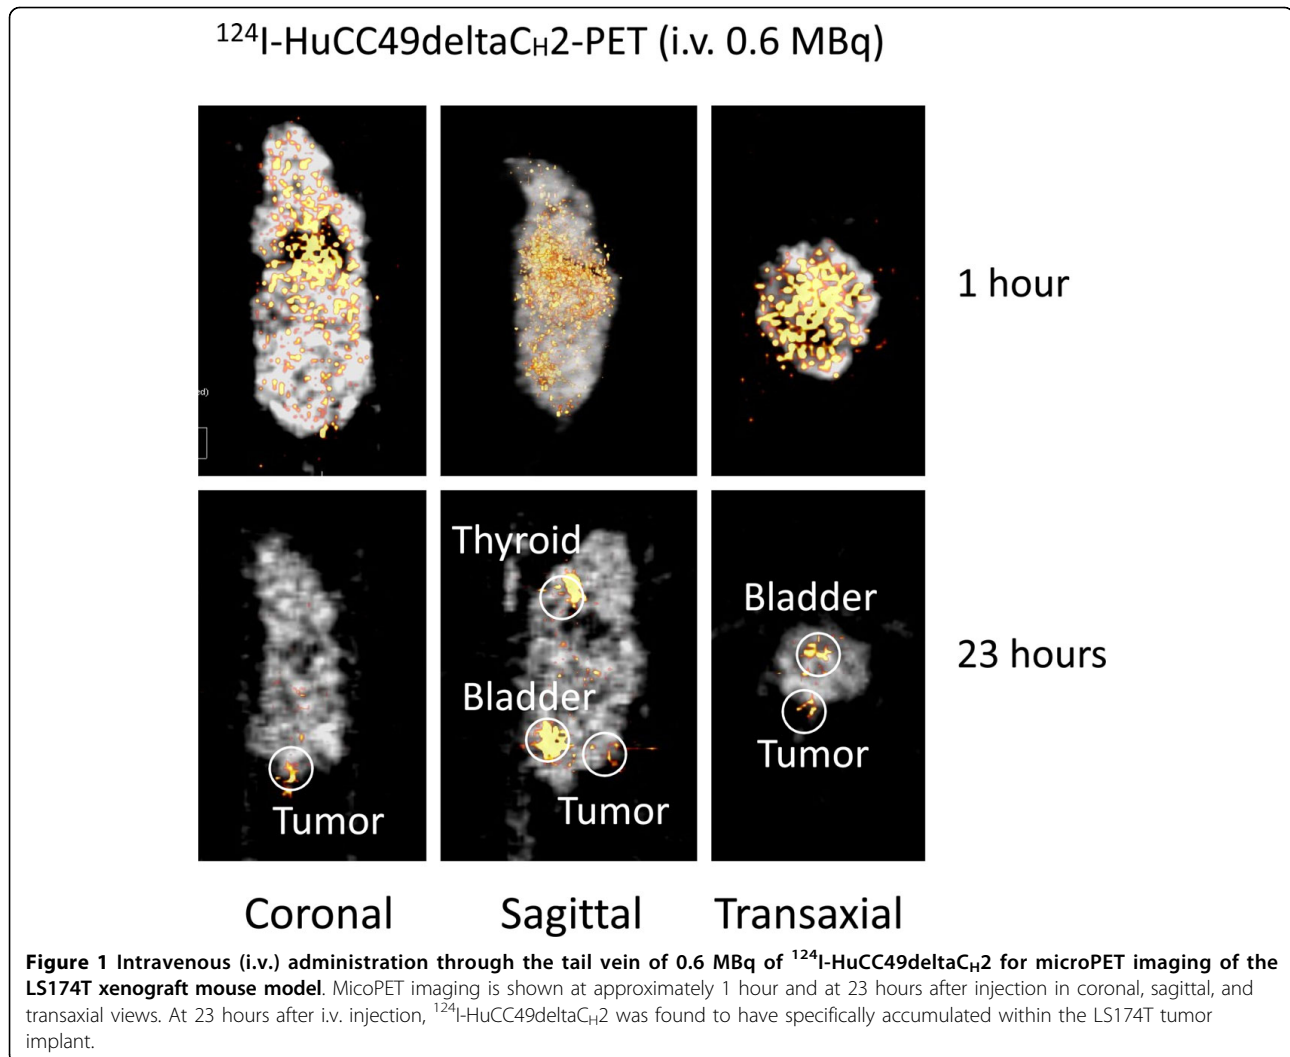 ¹²⁴I-HuCC49deltaCH2-PET (i.v. 0.6 MBq)
ed)
1 hour
Thyroid
Bladder
Tumor
Tumor
Bladder
Tumor
23 hours
Coronal Sagittal Transaxial
Figure 1 Intravenous (i.v.) administration through the tail vein of 0.6 MBq of ¹²⁴I-HuCC49deltaCH2 for microPET imaging of the
LS174T xenograft mouse model. MicoPET imaging is shown at approximately 1 hour and at 23 hours after injection in coronal, sagittal, and
transaxial views. At 23 hours after i.v. injection, ¹²⁴I-HuCC49deltaCH2 was found to have specifically accumulated within the LS174T tumor
implant.